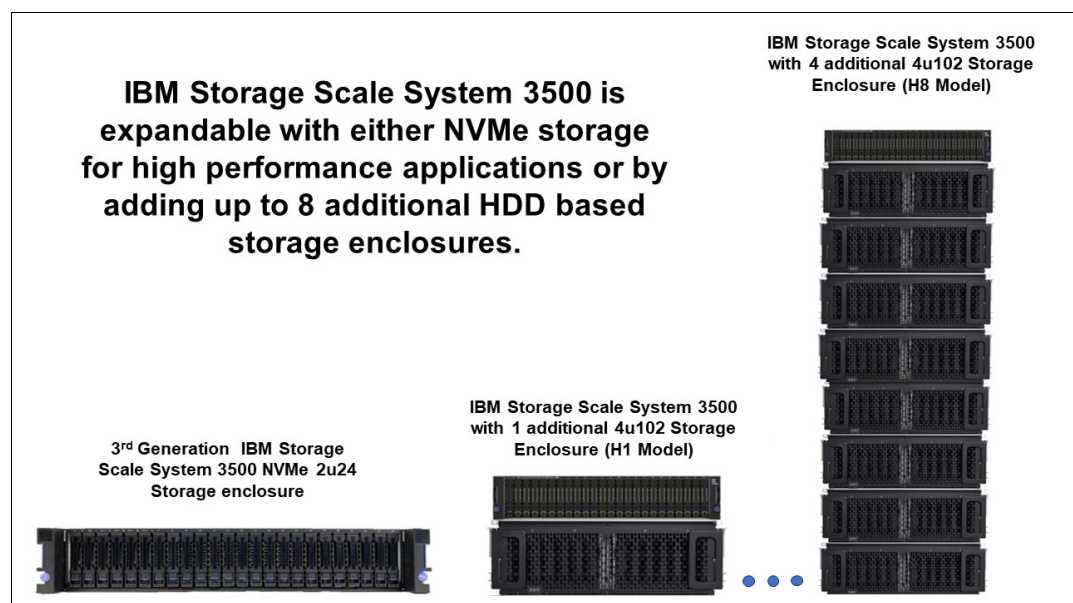 IBM Storage Scale System 3500 is
expandable with either NVMe storage
for high performance applications or by
adding up to 8 additional HDD based
storage enclosures.
IBM Storage Scale System 3500
with 4 additional 4u102 Storage
Enclosure (H8 Model)
IBM Storage Scale System 3500
with 1 additional 4u102 Storage
Enclosure (H1 Model)
3rd Generation IBM Storage
Scale System 3500 NVMe 2u24
Storage enclosure